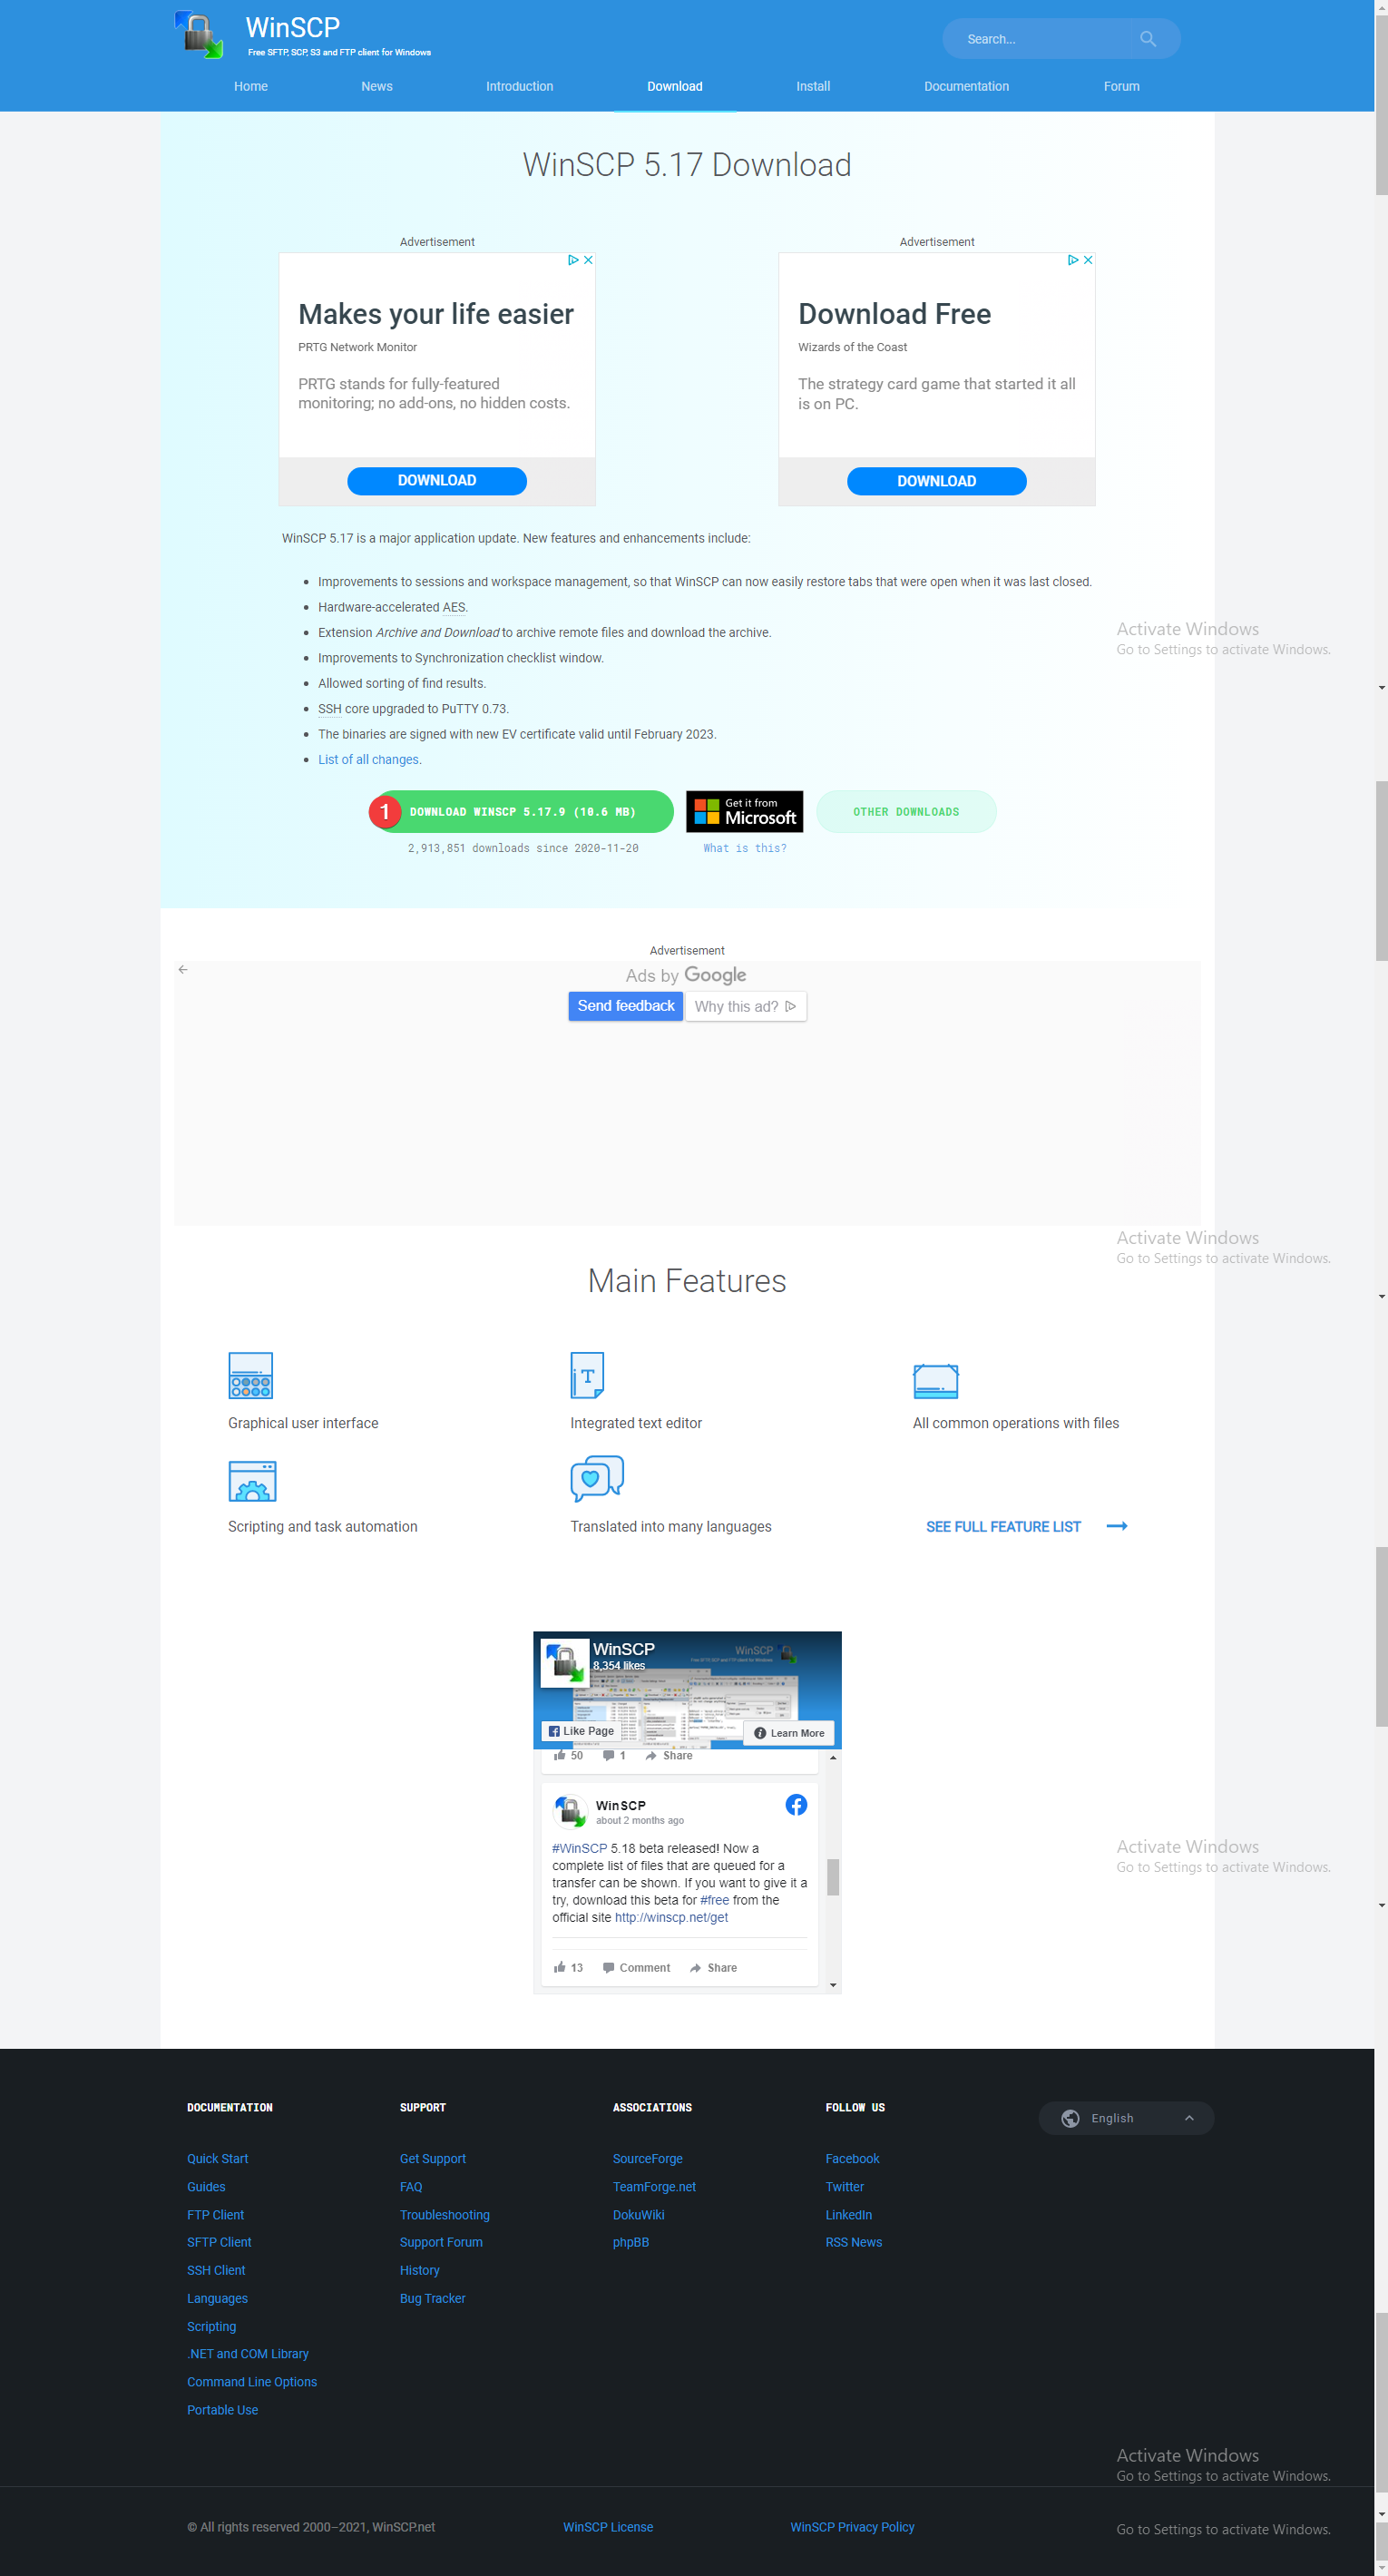 WinSCP
Free SFTP, SCP, S3 and FTP client for Windows
Search...
Home
News
Introduction
Download
Install
Documentation
Forum
WinSCP 5.17 Download
Advertisement
Makes your life easier
PRTG Network Monitor
PRTG stands for fully-featured
monitoring; no add-ons, no hidden costs.
DOWNLOAD
Advertisement
Download Free
Wizards of the Coast
The strategy card game that started it all
is on PC.
DOWNLOAD
WinSCP 5.17 is a major application update. New features and enhancements include:
Improvements to sessions and workspace management, so that WinSCP can now easily restore tabs that were open when it was last closed.
Hardware-accelerated AES.
Extension Archive and Download to archive remote files and download the archive.
Improvements to Synchronization checklist window.
Allowed sorting of find results.
SSH core upgraded to PuTTY 0.73.
The binaries are signed with new EV certificate valid until February 2023.
List of all changes.
Activate Windows
Go to Settings to activate Windows.
1
DOWNLOAD WINSCP 5.17.9 (10.6 MB)
2,913,851 downloads since 2020-11-20
Get it from
Microsoft
What is this?
OTHER DOWNLOADS
Advertisement
Ads by Google
Send feedback
Why this ad?
Activate Windows
Go to Settings to activate Windows.
Main Features
Graphical user interface
Integrated text editor
All common operations with files
Scripting and task automation
Translated into many languages
SEE FULL FEATURE LIST
WinSCP
8,354 likes
WinSCP
Like Page
Learn More
50
1
Share
WinSCP
about 2 months ago
#WinSCP 5.18 beta released! Now a
complete list of files that are queued for a
transfer can be shown. If you want to give it a
try, download this beta for #free from the
official site http://winscp.net/get
13
Comment
Share
Activate Windows
Go to Settings to activate Windows.
DOCUMENTATION
Quick Start
Guides
FTP Client
SFTP Client
SSH Client
Languages
Scripting
.NET and COM Library
Command Line Options
Portable Use
SUPPORT
Get Support
FAQ
Troubleshooting
Support Forum
History
Bug Tracker
ASSOCIATIONS
SourceForge
TeamForge.net
DokuWiki
phpBB
FOLLOW US
Facebook
Twitter
LinkedIn
RSS News
English
Activate Windows
Go to Settings to activate Windows.
© All rights reserved 2000–2021, WinSCP.net
WinSCP License
WinSCP Privacy Policy
Go to Settings to activate Windows.